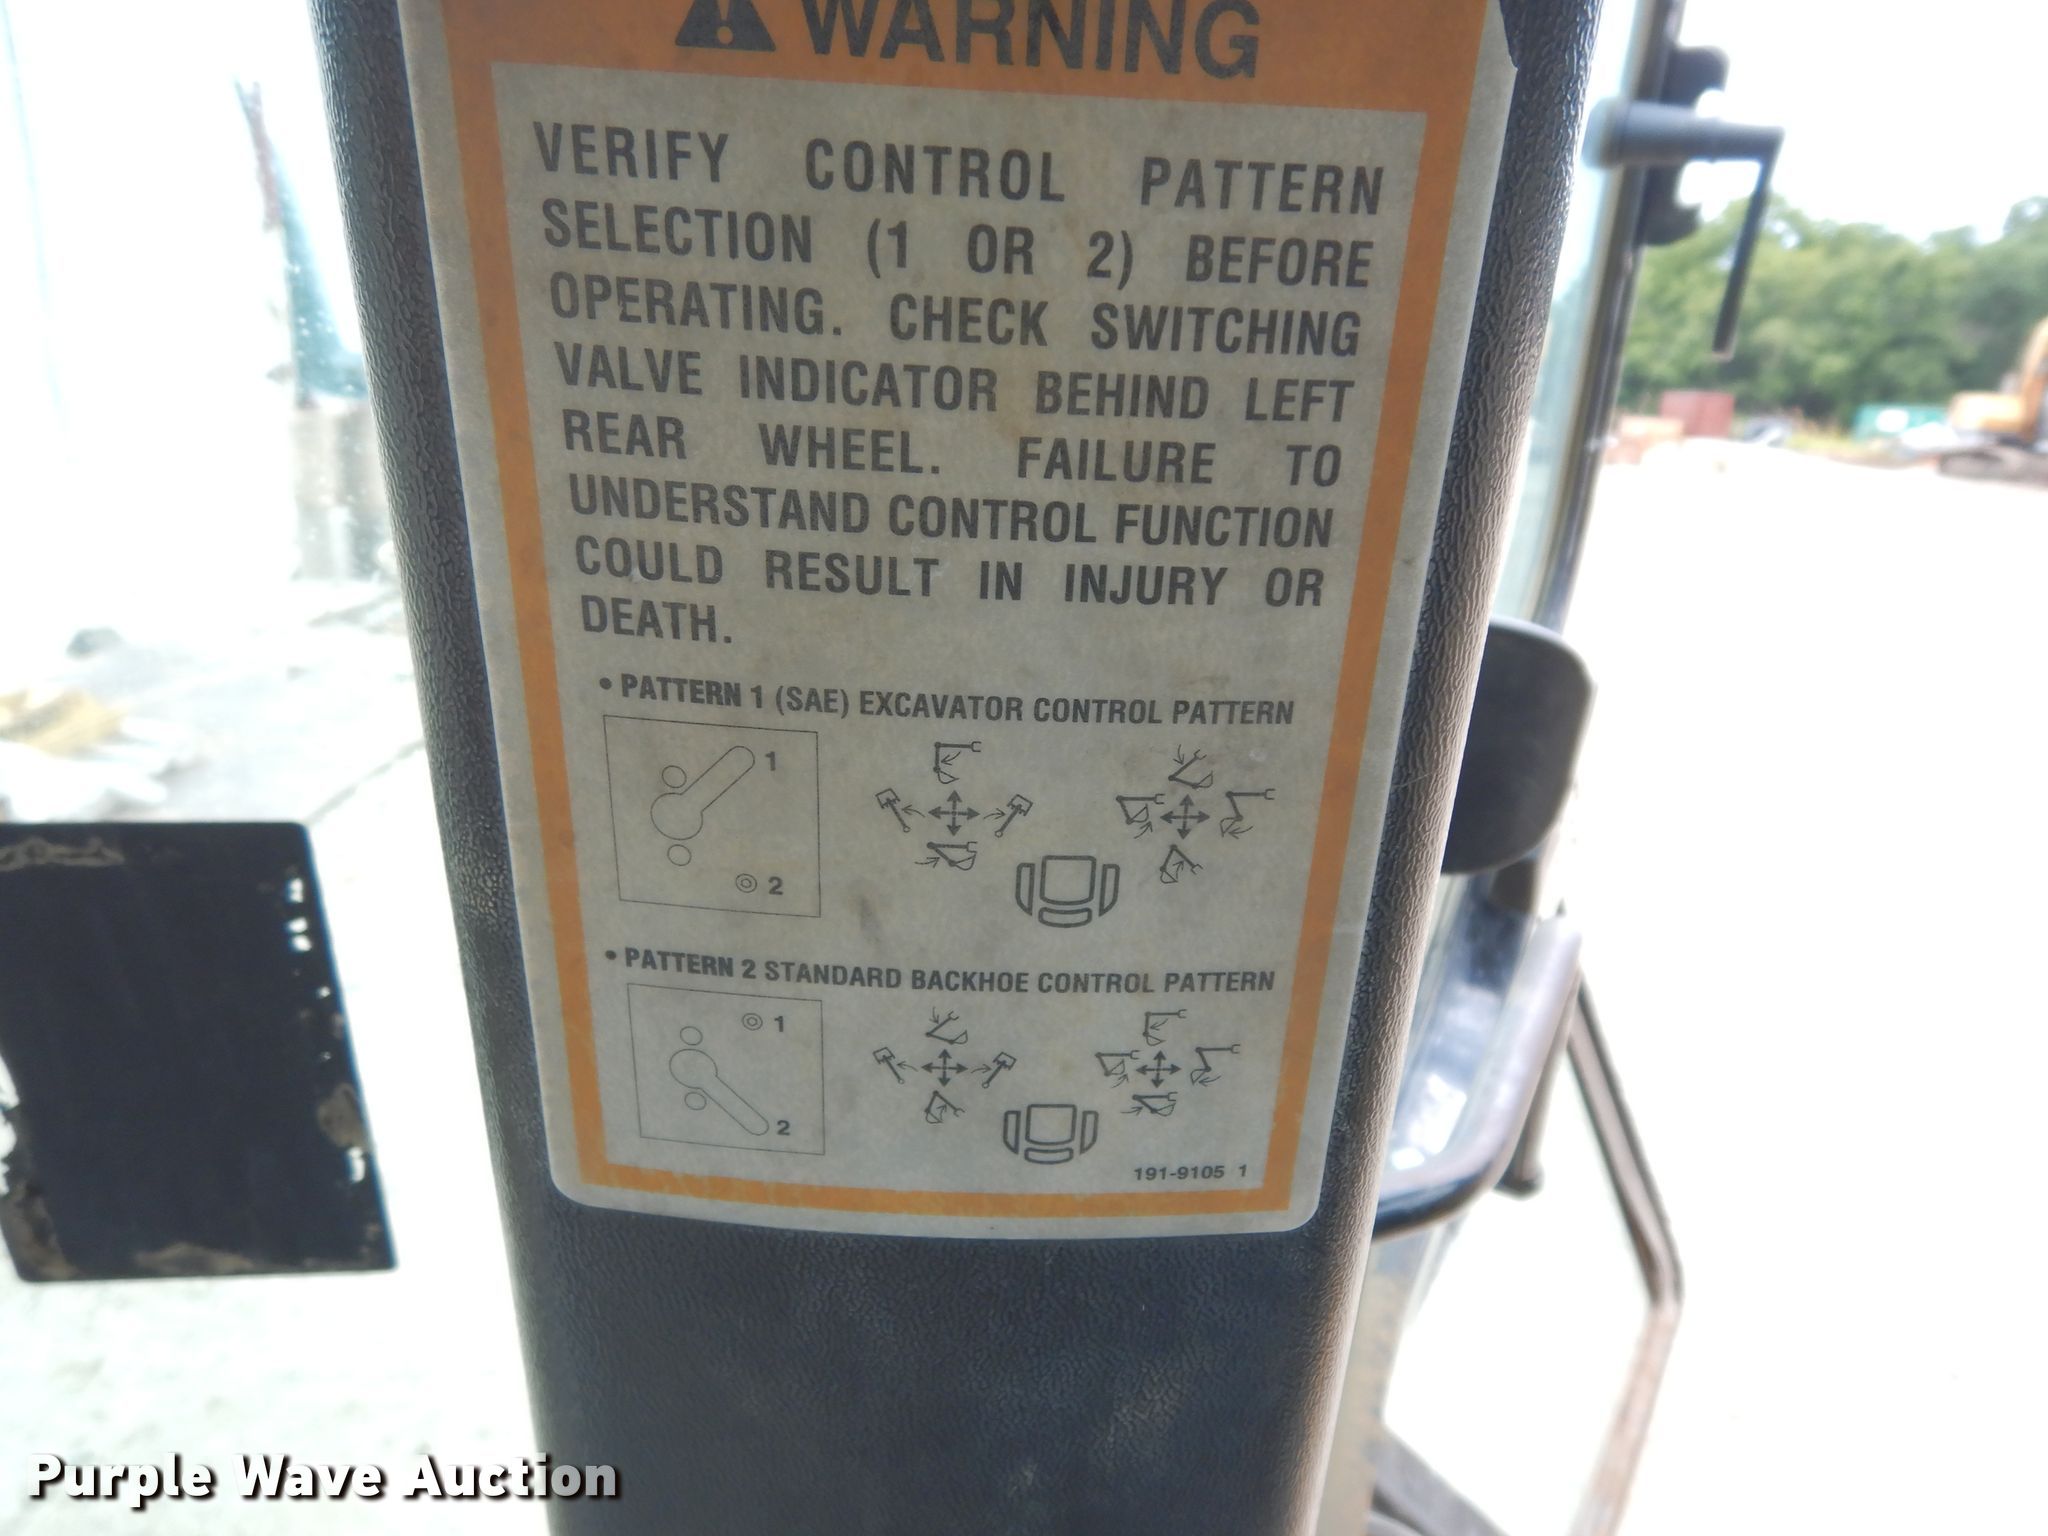 WARNING
VERIFY CONTROL PATTERN
SELECTION (1 OR 2) BEFORE
OPERATING. CHECK SWITCHING
VALVE INDICATOR BEHIND LEFT
REAR WHEEL. FAILURE TO
UNDERSTAND CONTROL FUNCTION
COULD RESULT IN INJURY OR
DEATH.
• PATTERN 1 (SAE) EXCAVATOR CONTROL PATTERN
1
2
• PATTERN 2 STANDARD BACKHOE CONTROL PATTERN
1
2
191-9105 1
Purple Wave Auction